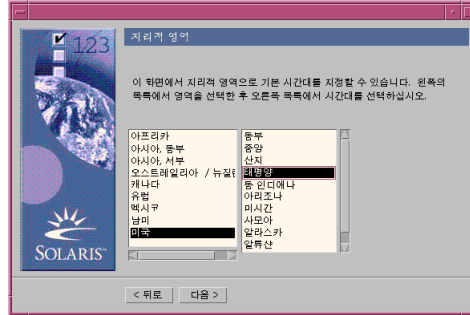 지리적 영역
123
이 화면에서 지리적 영역으로 기본 시간대를 지정할 수 있습니다. 왼쪽의
목록에서 영역을 선택한 후 오른쪽 목록에서 시간대를 선택하십시오.
아프리카
아시아, 동부
아시아, 서부
오스트레일리아 / 뉴질
캐나다
유럽
멕시코
남미
미국
동부
중앙
산지
태평양
동 인디애나
아리조나
미시간
사모아
알라스카
알류샨
SOLARIS™
< 뒤로
다음 >